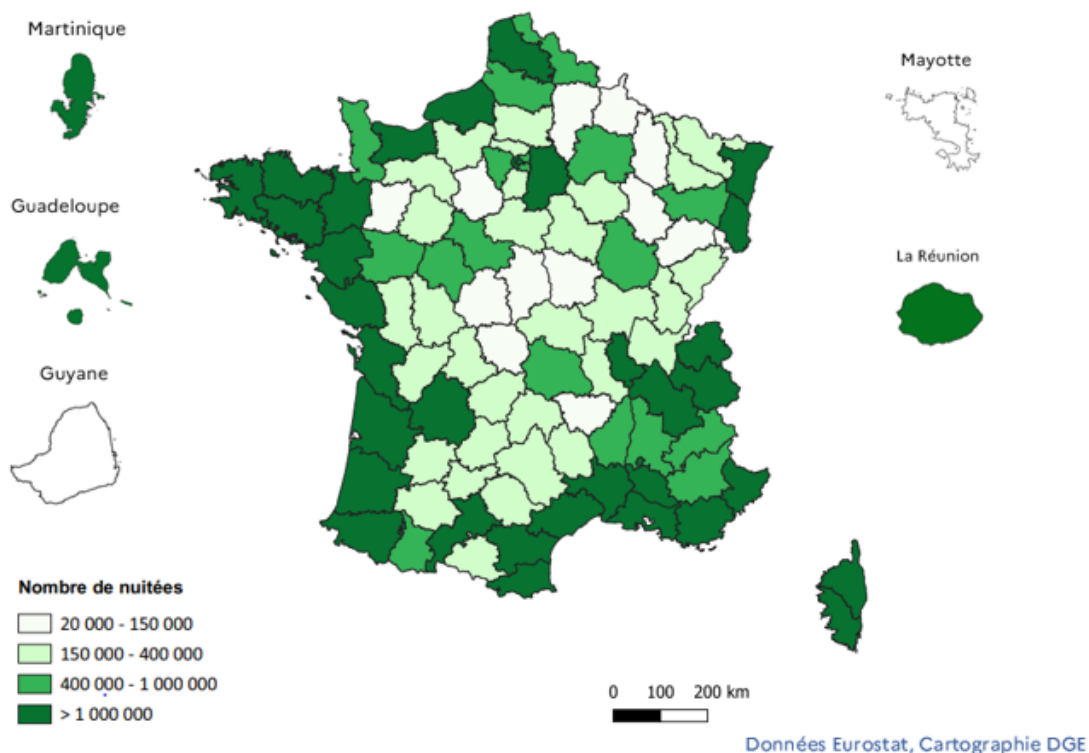 Martinique
Mayotte
Guadeloupe
La Réunion
Guyane
Nombre de nuitées
20 000 - 150 000
150 000 - 400 000
400 000 - 1 000 000
> 1 000 000
0 100 200 km
Données Eurostat, Cartographie DGE